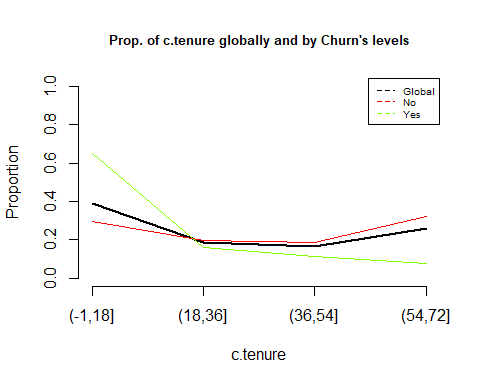 Prop. of c.tenure globally and by Churn's levels
Global
No
Yes
Proportion
1.0
0.8
0.6
0.4
0.2
0.0
(-1,18]
(18,36]
(36,54]
(54,72]
c.tenure